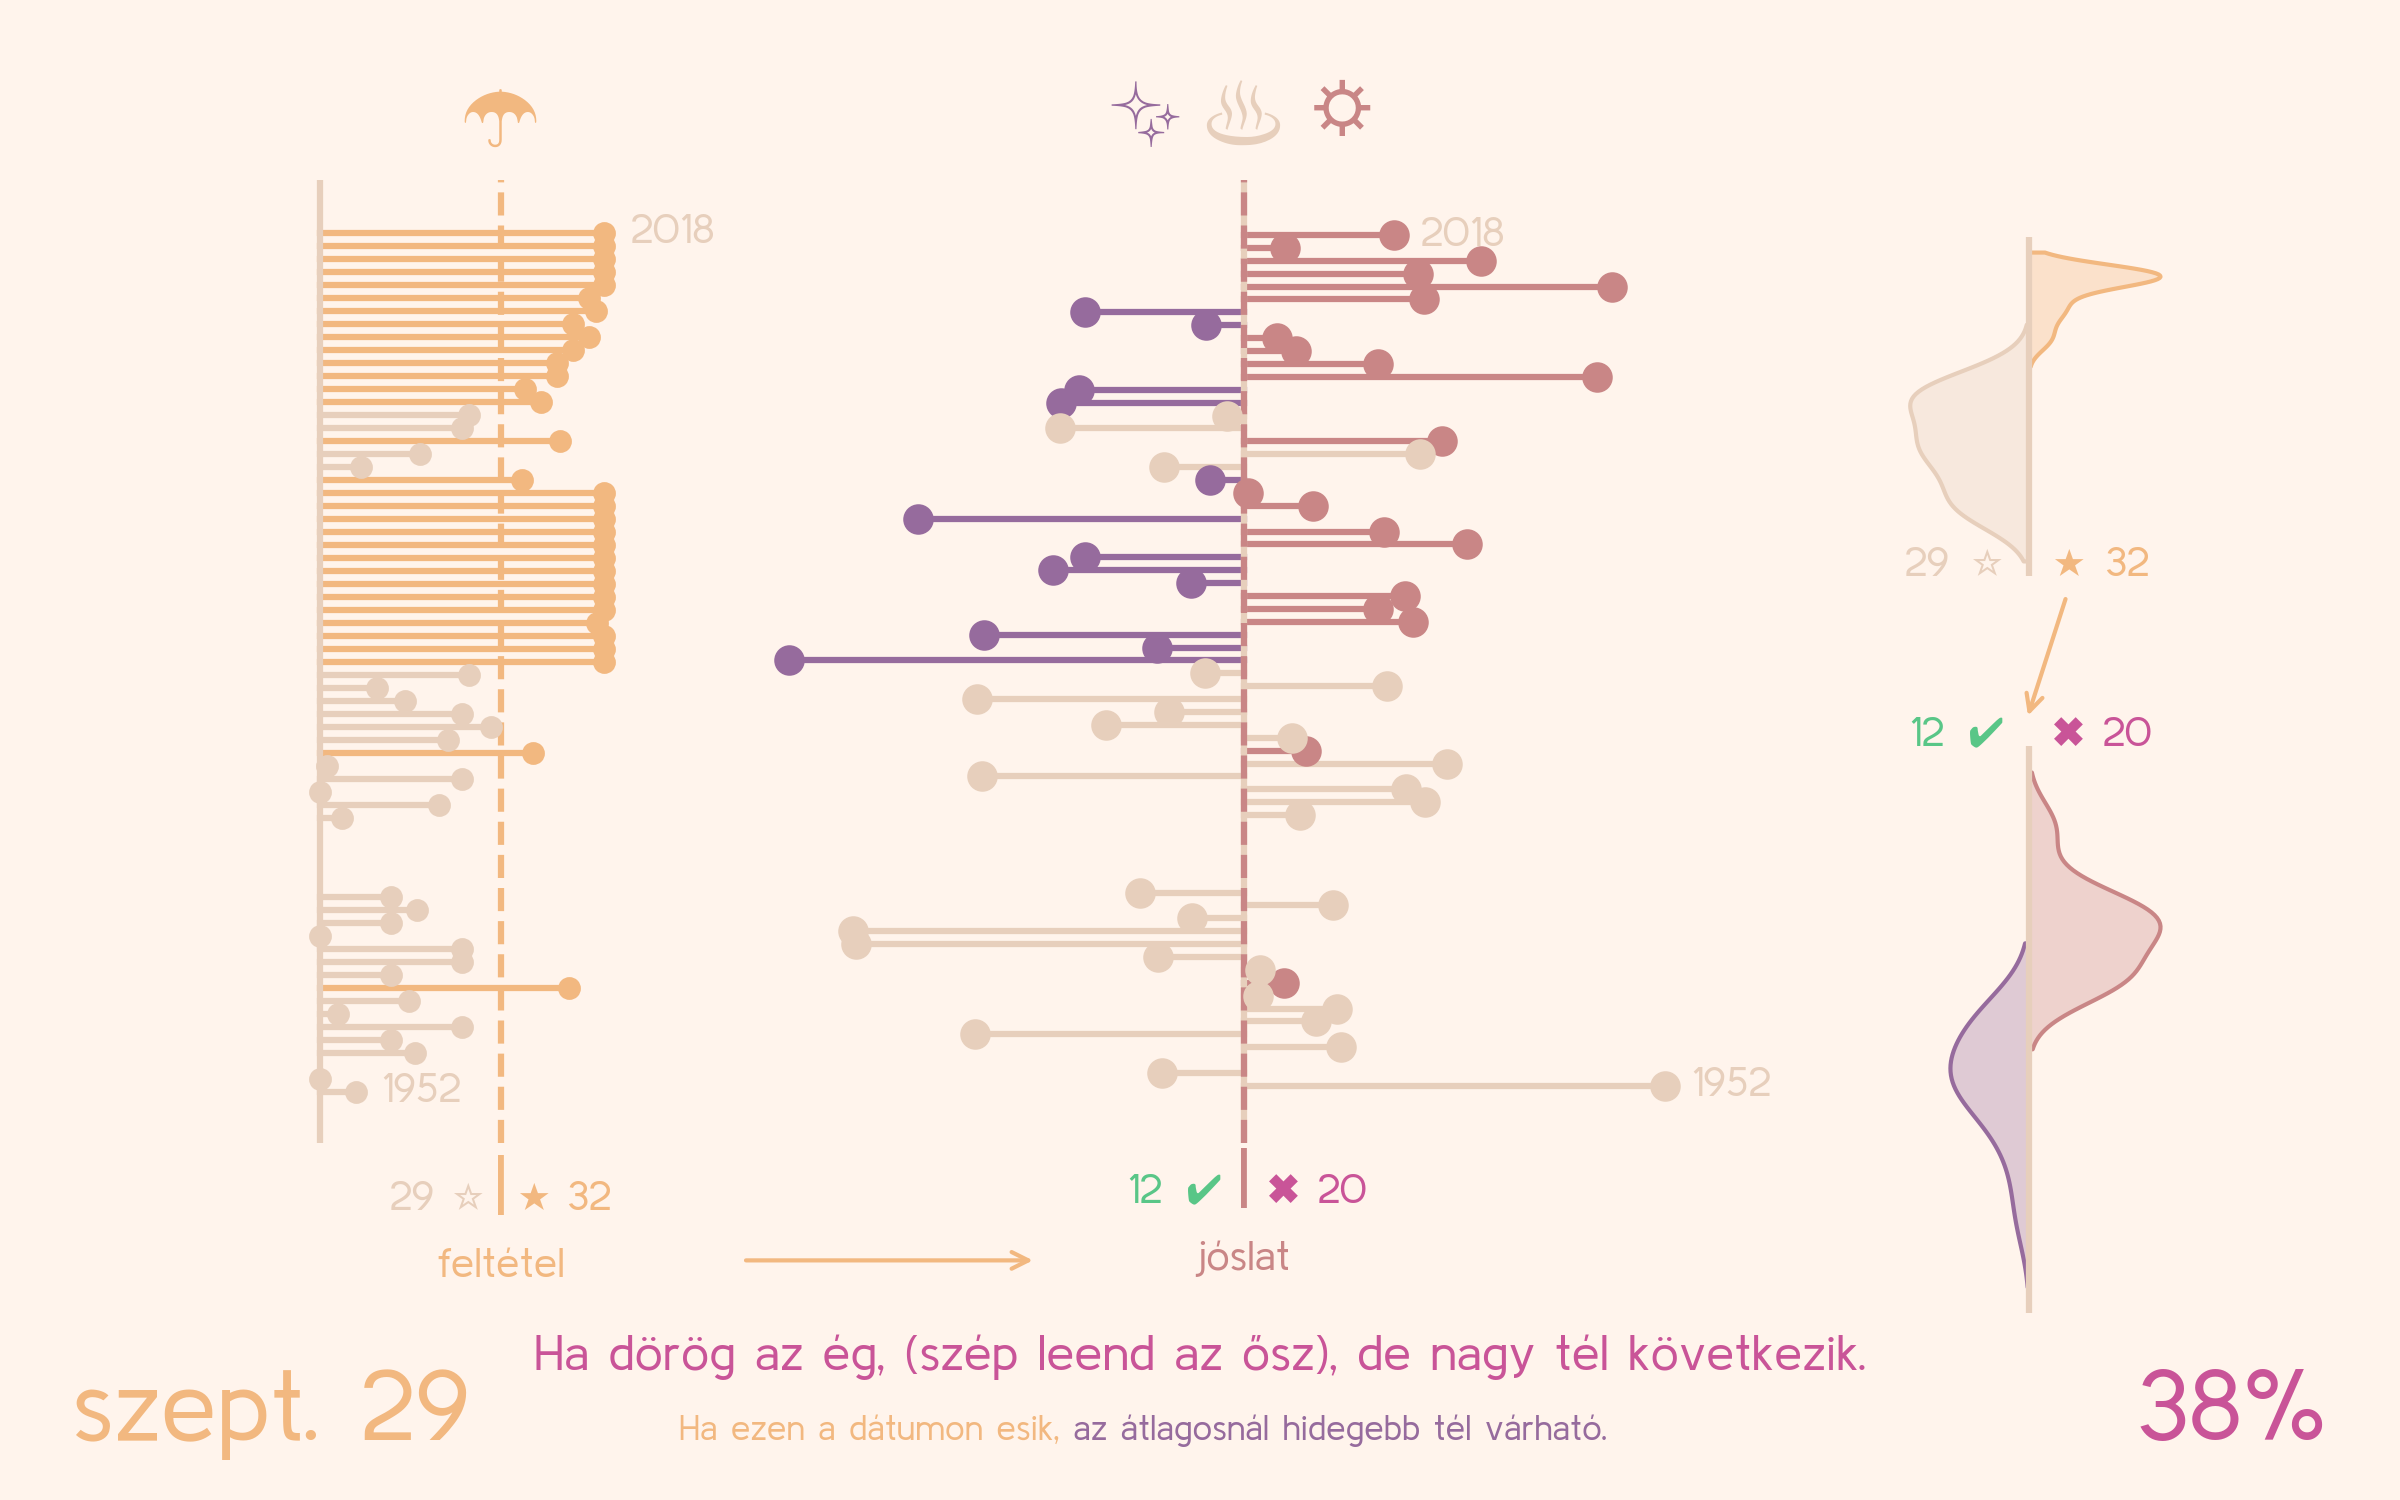 2018
2018
29 ☆ ★ 32
12 ✔ ✖ 20
1952
1952
29 ☆ ★ 32
12 ✔ ✖ 20
feltétel
jóslat
Ha dörög az ég, (szép leend az ősz), de nagy tél következik.
szept. 29
38%
Ha ezen a dátumon esik, az átlagosnál hidegebb tél várható.